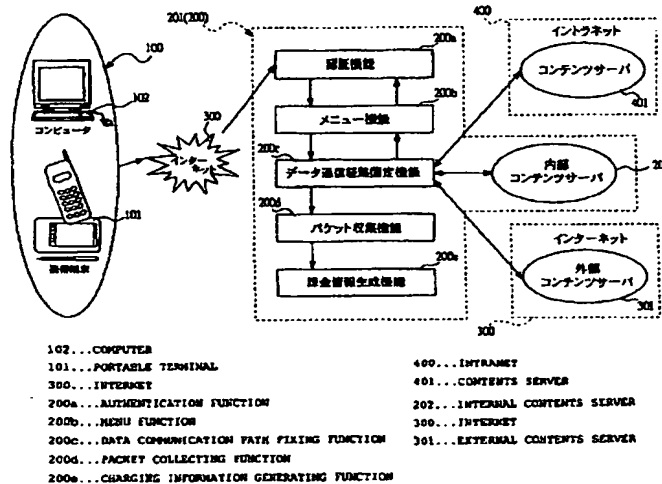 201(200)
200a
認証機能
200b
メニュー機能
200c
データ通信経路固定機能
200d
パケット収集機能
200e
課金情報生成機能
100
102
コンピュータ
101
携帯端末
300
インター
ネット
400
イントラネット
コンテンツサーバ
401
内部
コンテンツサーバ
インターネット
外部
コンテンツサーバ
301
300
102...COMPUTER
101...PORTABLE TERMINAL
300...INTERNET
200a...AUTHENTICATION FUNCTION
200b...MENU FUNCTION
200c...DATA COMMUNICATION PATH FIXING FUNCTION
200d...PACKET COLLECTING FUNCTION
200e...CHARGING INFORMATION GENERATING FUNCTION
400...INTRANET
401...CONTENTS SERVER
202...INTERNAL CONTENTS SERVER
300...INTERNET
301...EXTERNAL CONTENTS SERVER